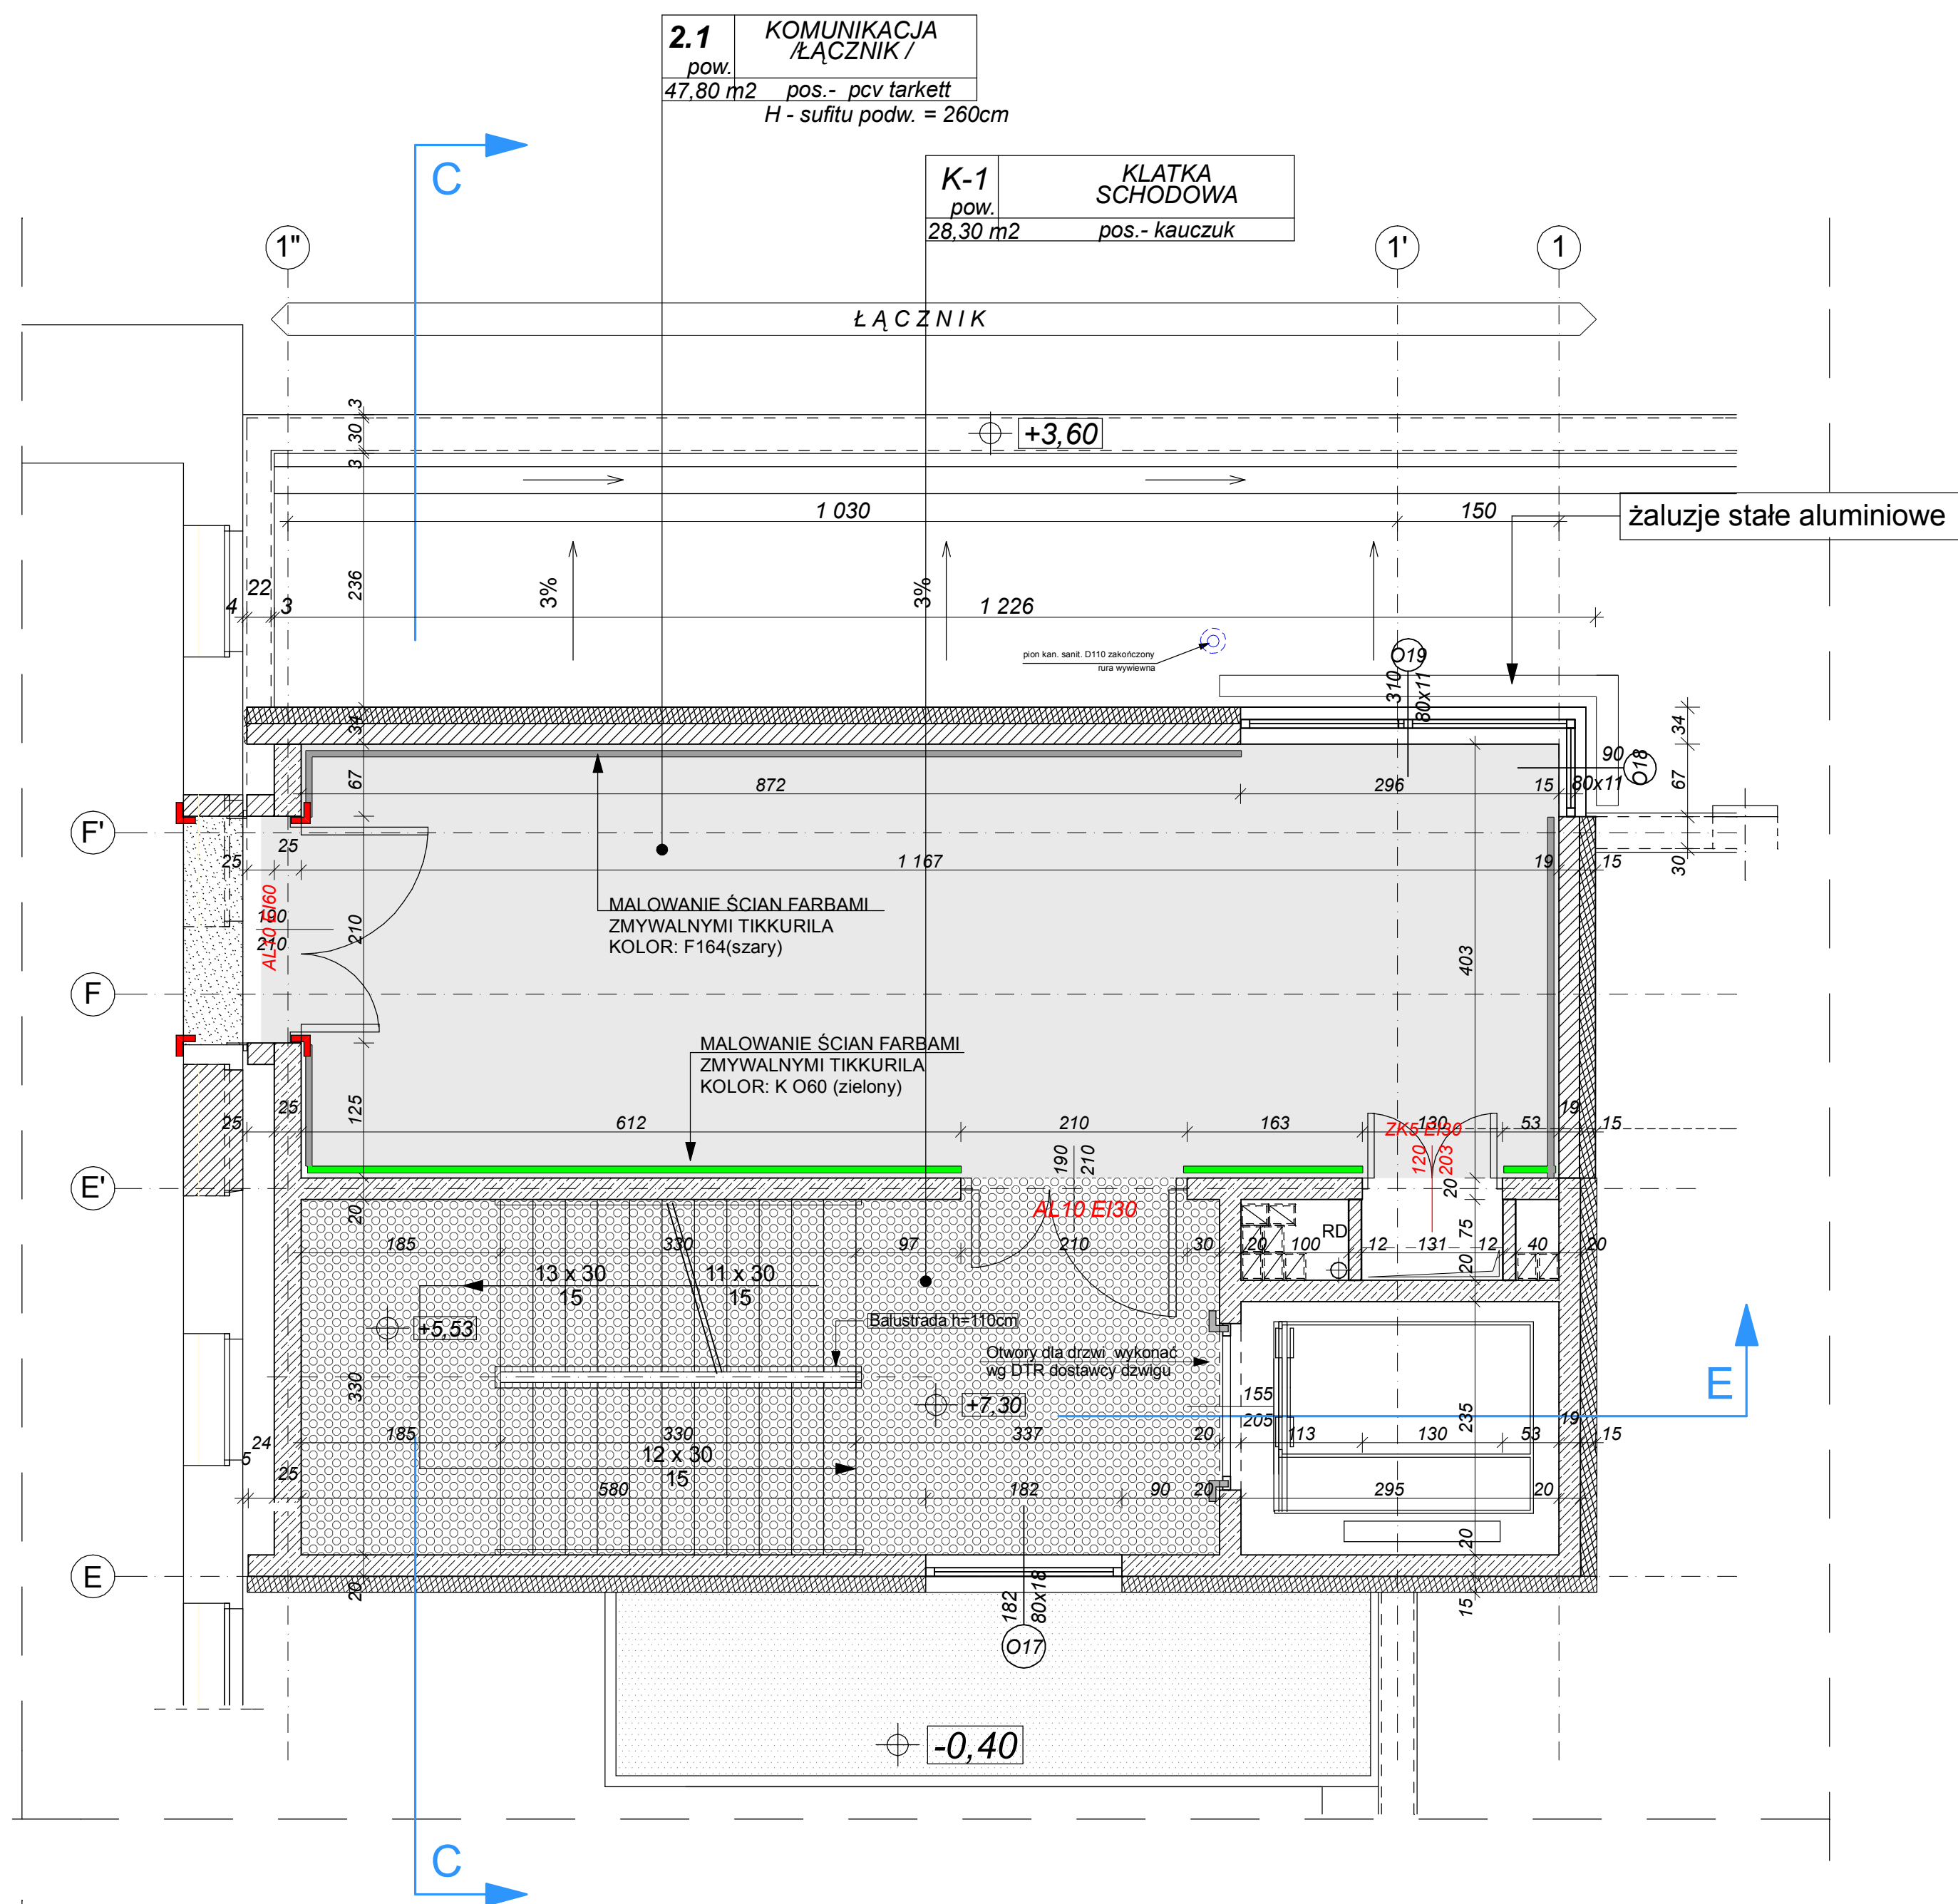 2.1
KOMUNIKACJA
/ŁĄCZNIK /
pow.
47,80 m2 pos.- pcv tarkett
H - sufitu podw. = 260cm
C
K-1
KLATKA
SCHODOWA
pow.
28,30 m2 pos.- kauczuk
1"
1'
1
Ł Ą C Z N I K
3
30
3
+3,60
1 030
150
żaluzje stałe aluminiowe
236
22
4
3
3%
3%
1 226
pion kan. sanit. D110 zakończony
rura wywiewna
O19
310
80x11
34
34
90
O18
80x11
67
67
872
296
15
F'
25
25
1 167
19
15
30
AL10 EI60
190
210
210
MALOWANIE ŚCIAN FARBAMI
ZMYWALNYMI TIKKURILA
KOLOR: F164(szary)
403
F
MALOWANIE ŚCIAN FARBAMI
ZMYWALNYMI TIKKURILA
KOLOR: K O60 (zielony)
125
25
25
612
210
163
130
53
19
15
ZK5 EI30
120
203
190
210
E'
20
20
AL10 EI30
RD
75
185
330
97
210
30
20
100
12
131
12
40
20
20
13 x 30
15
11 x 30
15
+5,53
Balustrada h=110cm
Otwory dla drzwi wykonać
wg DTR dostawcy dzwigu
330
+7,30
155
205
235
E
24
5
25
185
330
337
20
113
130
53
19
15
12 x 30
15
580
182
90
20
295
20
20
E
20
15
182
80x18
O17
-0,40
C